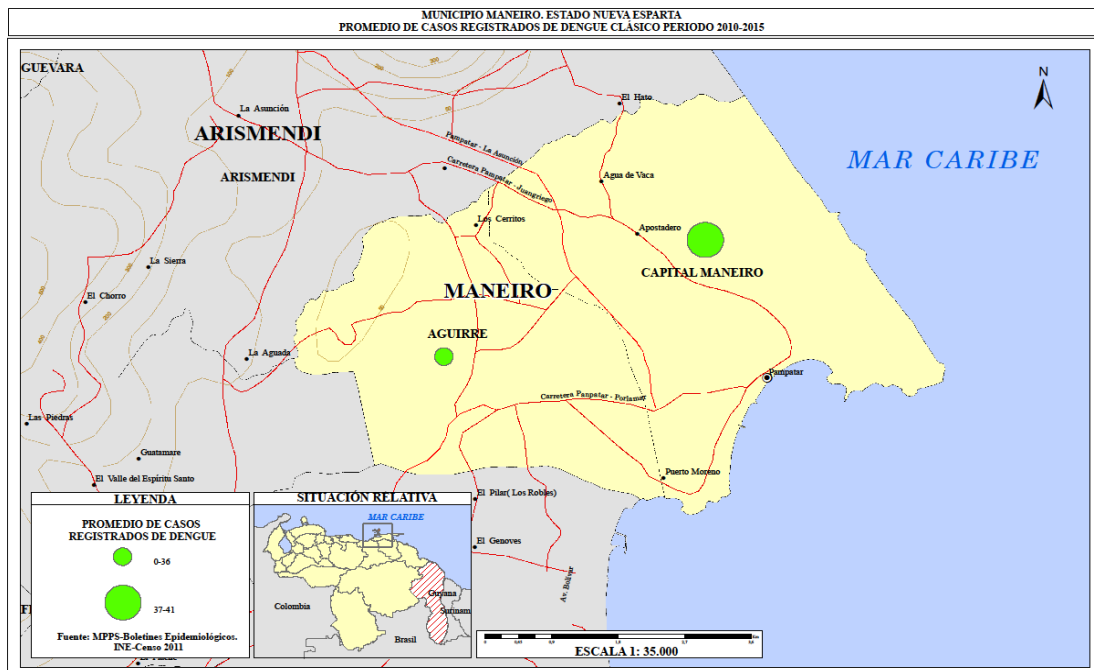 MUNICIPIO MANEIRO. ESTADO NUEVA ESPARTA
PROMEDIO DE CASOS REGISTRADOS DE DENGUE CLÁSICO PERIODO 2010-2015
GUEVARA
N
La Asunción
El Hato
ARISMENDI
Pampatar - La Asunción
MAR CARIBE
ARISMENDI
Carretera Pampatar - Juangriego
Agua de Vaca
Los Cerritos
Apostadero
La Sierra
CAPITAL MANEIRO
El Chorro
MANEIRO
AGUIRRE
La Aguada
Pampatar
Carretera Panpatar - Porlamar
Las Piedras
Guatamare
Puerto Moreno
El Valle del Espíritu Santo
El Pilar( Los Robles)
El Genoves
Av. Bolívar
LEYENDA
PROMEDIO DE CASOS
REGISTRADOS DE DENGUE
0-36
37-41
Fuente: MPPS-Boletines Epidemiológicos.
INE-Censo 2011
SITUACIÓN RELATIVA
MAR CARIBE
Guyana
Colombia
Surinam
Brasil
ESCALA 1: 35.000